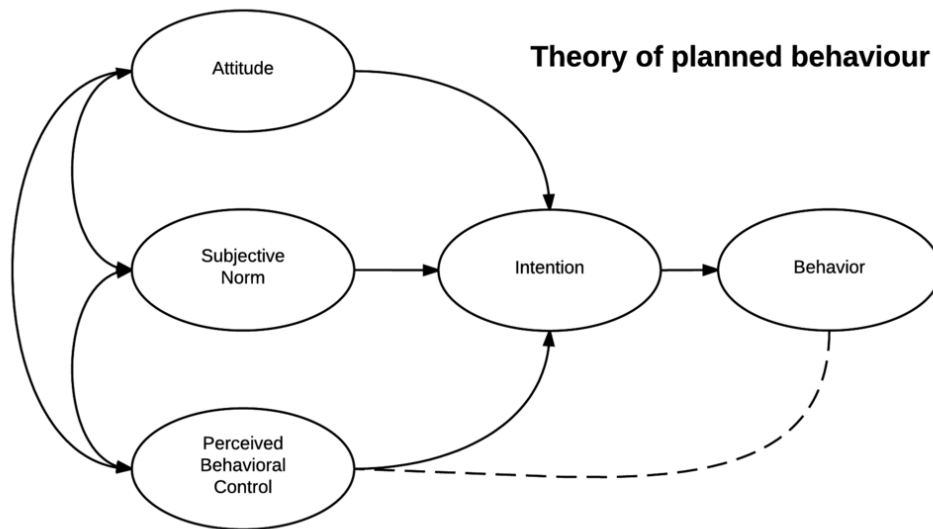 Theory of planned behaviour
Attitude
Subjective
Norm
Intention
Behavior
Perceived
Behavioral
Control